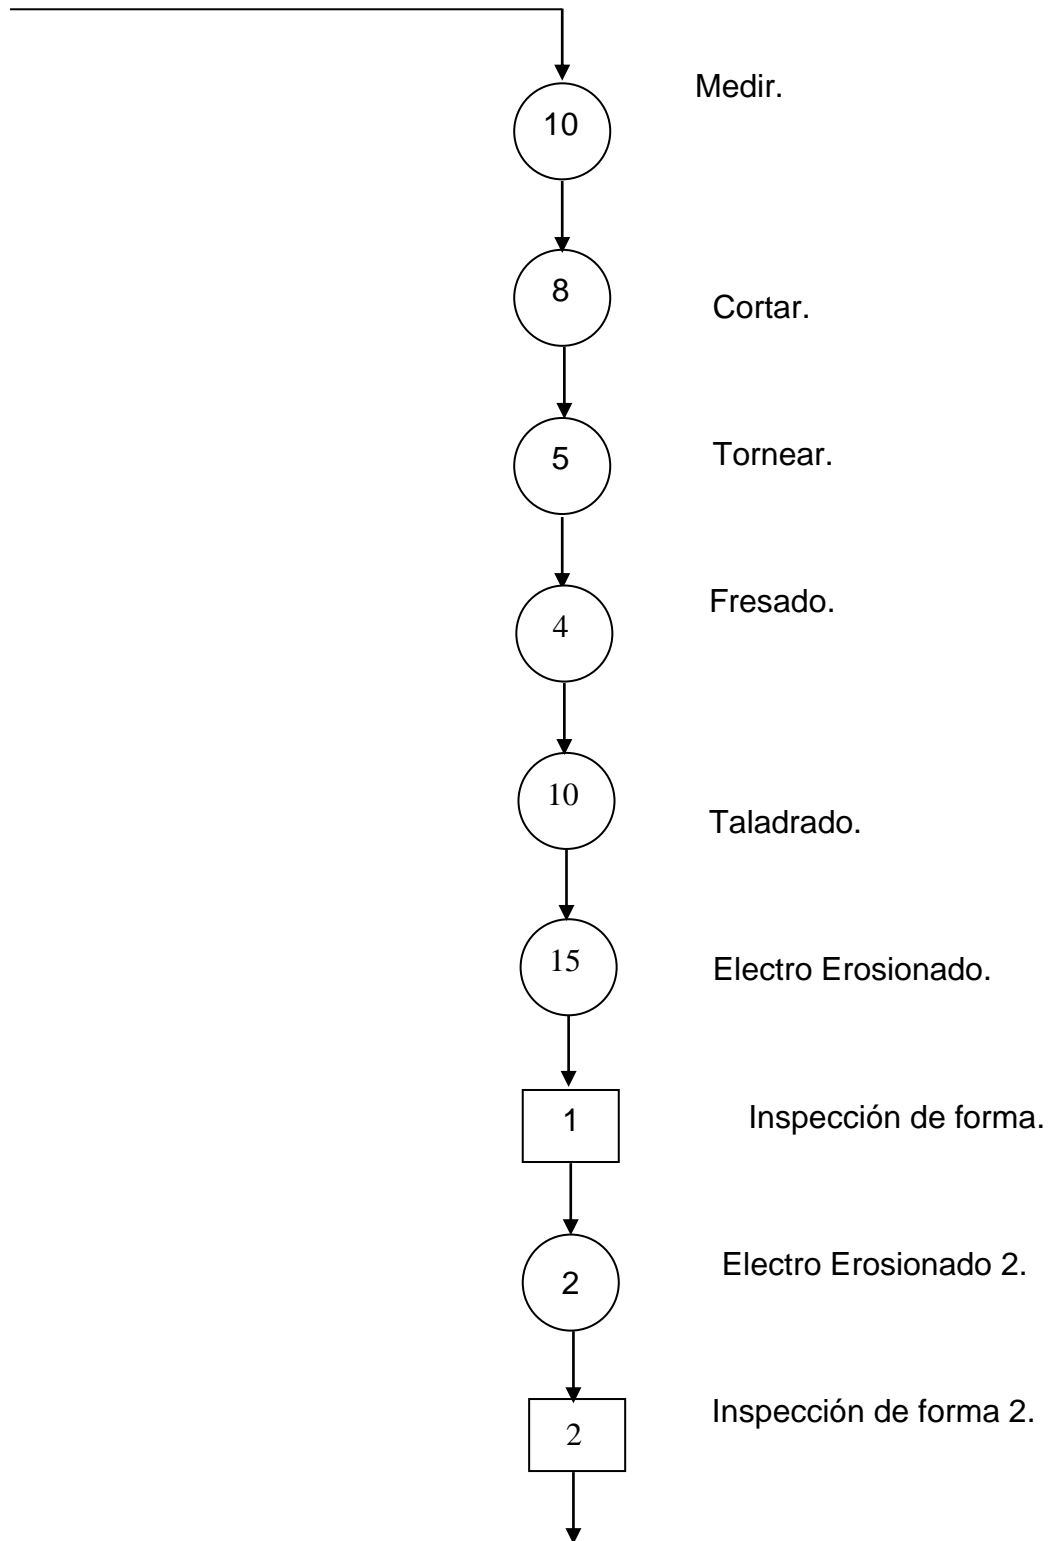 Medir.
10
8
Cortar.
5
Tornear.
4
Fresado.
10
Taladrado.
15
Electro Erosionado.
1
Inspección de forma.
2
Electro Erosionado 2.
2
Inspección de forma 2.